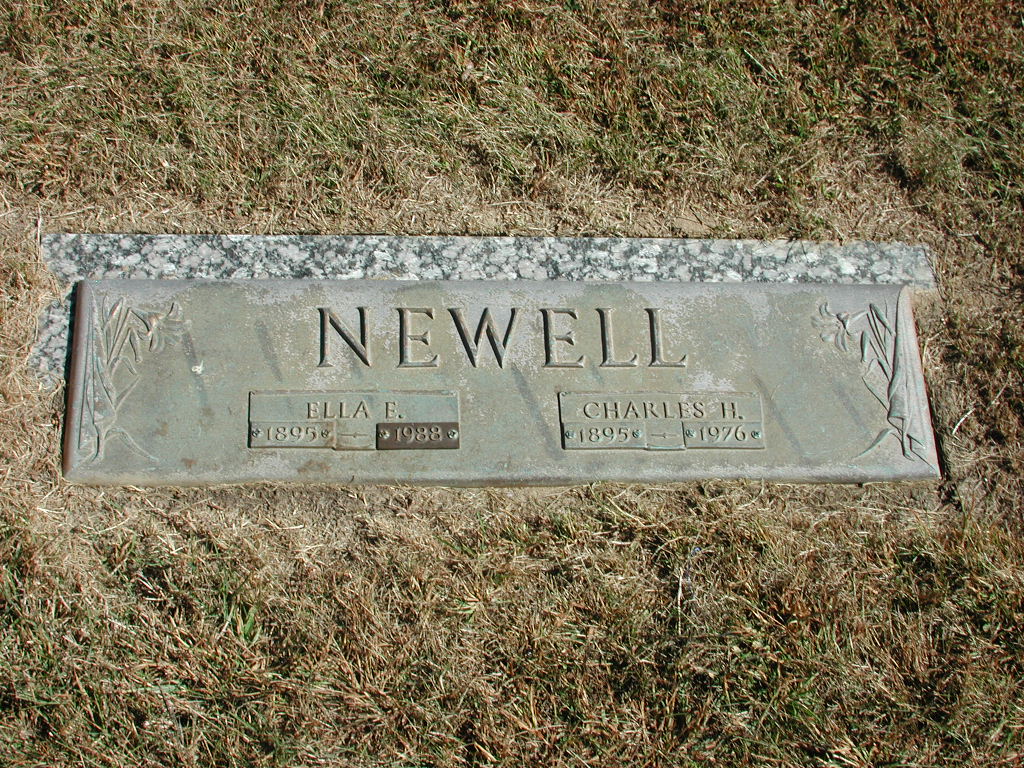 NEWELL
ELLA E.
1895 1988
CHARLES H.
1895 1976